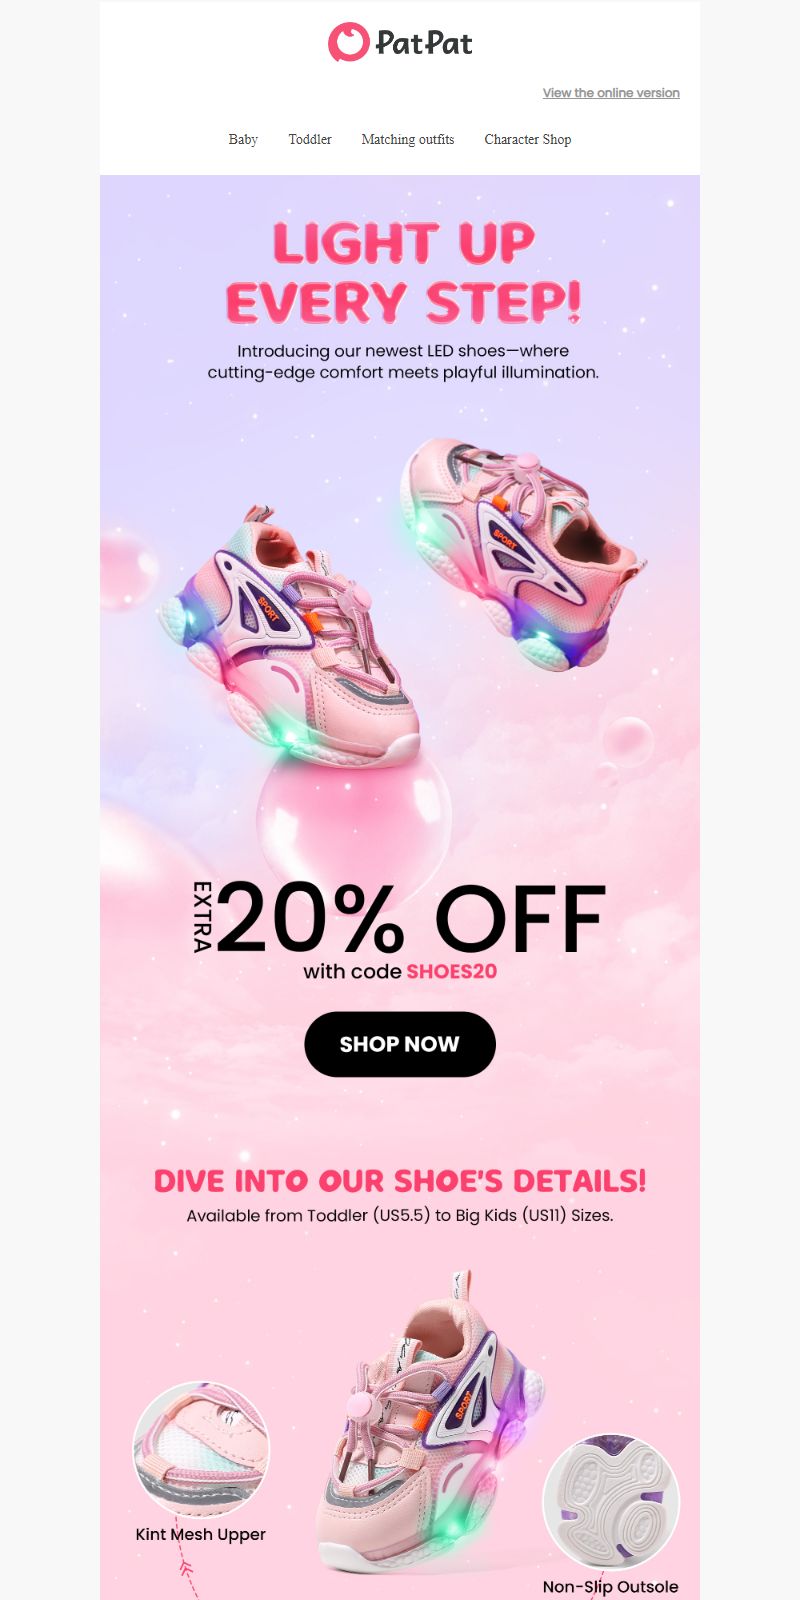 PatPat
View the online version
Baby Toddler Matching outfits Character Shop
LIGHT UP
EVERY STEP!
Introducing our newest LED shoes—where
cutting-edge comfort meets playful illumination.
SPORT
SPORT
EXTRA
20% OFF
with code SHOES20
SHOP NOW
DIVE INTO OUR SHOE'S DETAILS!
Available from Toddler (US5.5) to Big Kids (US11) Sizes.
SPORT
Kint Mesh Upper
Non-Slip Outsole